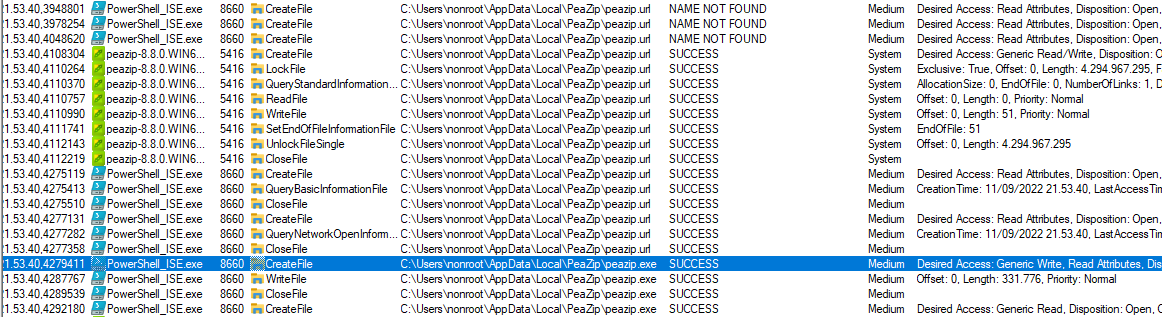 21.53.40,3948801 PowerShell_ISE.exe 8660 CreateFile C:\Users\nonroot\AppData\Local\PeaZip\peazip.url NAME NOT FOUND Medium Desired Access: Read Attributes, Disposition: Open,
21.53.40,3978254 PowerShell_ISE.exe 8660 CreateFile C:\Users\nonroot\AppData\Local\PeaZip\peazip.url NAME NOT FOUND Medium Desired Access: Read Attributes, Disposition: Open,
21.53.40,4048620 PowerShell_ISE.exe 8660 CreateFile C:\Users\nonroot\AppData\Local\PeaZip\peazip.url NAME NOT FOUND Medium Desired Access: Read Attributes, Disposition: Open,
21.53.40,4108304 peazip-8.8.0.WIN6... 5416 CreateFile C:\Users\nonroot\AppData\Local\PeaZip\peazip.url SUCCESS System Desired Access: Generic Read/Write, Disposition: C
21.53.40,4110264 peazip-8.8.0.WIN6... 5416 LockFile C:\Users\nonroot\AppData\Local\PeaZip\peazip.url SUCCESS System Exclusive: True, Offset: 0, Length: 4.294.967.295, F
21.53.40,4110370 peazip-8.8.0.WIN6... 5416 QueryStandardInformation... C:\Users\nonroot\AppData\Local\PeaZip\peazip.url SUCCESS System AllocationSize: 0, EndOfFile: 0, NumberOfLinks: 1, D
21.53.40,4110757 peazip-8.8.0.WIN6... 5416 ReadFile C:\Users\nonroot\AppData\Local\PeaZip\peazip.url SUCCESS System Offset: 0, Length: 0, Priority: Normal
21.53.40,4110990 peazip-8.8.0.WIN6... 5416 WriteFile C:\Users\nonroot\AppData\Local\PeaZip\peazip.url SUCCESS System Offset: 0, Length: 51, Priority: Normal
21.53.40,4111741 peazip-8.8.0.WIN6... 5416 SetEndOfFileInformationFile C:\Users\nonroot\AppData\Local\PeaZip\peazip.url SUCCESS System EndOfFile: 51
21.53.40,4112143 peazip-8.8.0.WIN6... 5416 UnlockFileSingle C:\Users\nonroot\AppData\Local\PeaZip\peazip.url SUCCESS System Offset: 0, Length: 4.294.967.295
21.53.40,4112219 peazip-8.8.0.WIN6... 5416 CloseFile C:\Users\nonroot\AppData\Local\PeaZip\peazip.url SUCCESS System
21.53.40,4275119 PowerShell_ISE.exe 8660 CreateFile C:\Users\nonroot\AppData\Local\PeaZip\peazip.url SUCCESS Medium Desired Access: Read Attributes, Disposition: Open,
21.53.40,4275413 PowerShell_ISE.exe 8660 QueryBasicInformationFile C:\Users\nonroot\AppData\Local\PeaZip\peazip.url SUCCESS Medium CreationTime: 11/09/2022 21.53.40, LastAccessTim
21.53.40,4275510 PowerShell_ISE.exe 8660 CloseFile C:\Users\nonroot\AppData\Local\PeaZip\peazip.url SUCCESS Medium
21.53.40,4277131 PowerShell_ISE.exe 8660 CreateFile C:\Users\nonroot\AppData\Local\PeaZip\peazip.url SUCCESS Medium Desired Access: Read Attributes, Disposition: Open,
21.53.40,4277282 PowerShell_ISE.exe 8660 QueryNetworkOpenInform... C:\Users\nonroot\AppData\Local\PeaZip\peazip.url SUCCESS Medium CreationTime: 11/09/2022 21.53.40, LastAccessTim
21.53.40,4277358 PowerShell_ISE.exe 8660 CloseFile C:\Users\nonroot\AppData\Local\PeaZip\peazip.url SUCCESS Medium
21.53.40,4279411 PowerShell_ISE.exe 8660 CreateFile C:\Users\nonroot\AppData\Local\PeaZip\peazip.exe SUCCESS Medium Desired Access: Generic Write, Read Attributes, Dis
21.53.40,4287767 PowerShell_ISE.exe 8660 WriteFile C:\Users\nonroot\AppData\Local\PeaZip\peazip.exe SUCCESS Medium Offset: 0, Length: 331.776, Priority: Normal
21.53.40,4289539 PowerShell_ISE.exe 8660 CloseFile C:\Users\nonroot\AppData\Local\PeaZip\peazip.exe SUCCESS Medium
21.53.40,4292180 PowerShell_ISE.exe 8660 CreateFile C:\Users\nonroot\AppData\Local\PeaZip\peazip.exe SUCCESS Medium Desired Access: Generic Read, Disposition: Open, O